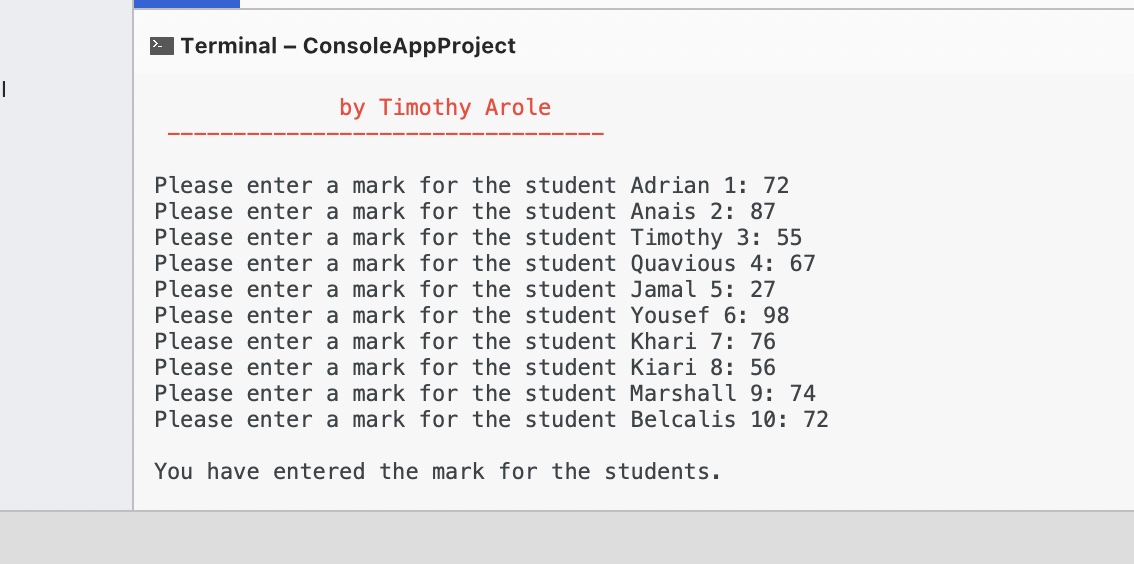 Terminal – ConsoleAppProject
by Timothy Arole
---------------------------------
Please enter a mark for the student Adrian 1: 72
Please enter a mark for the student Anais 2: 87
Please enter a mark for the student Timothy 3: 55
Please enter a mark for the student Quavious 4: 67
Please enter a mark for the student Jamal 5: 27
Please enter a mark for the student Yousef 6: 98
Please enter a mark for the student Khari 7: 76
Please enter a mark for the student Kiari 8: 56
Please enter a mark for the student Marshall 9: 74
Please enter a mark for the student Belcalis 10: 72
You have entered the mark for the students.